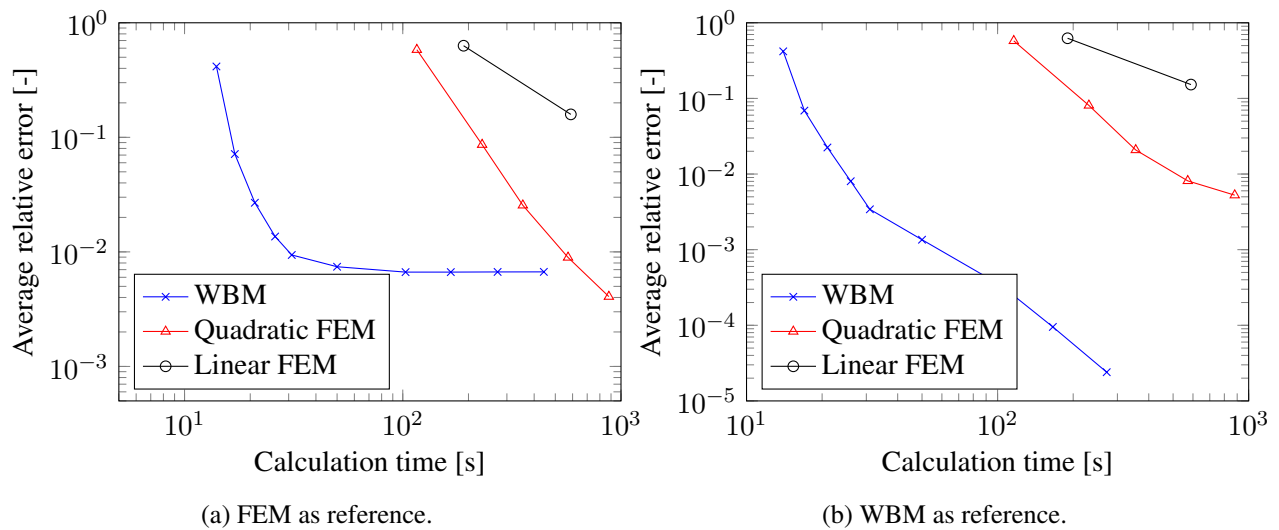 10^0
10^-1
10^-2
10^-3
Average relative error [-]
WBM
Quadratic FEM
Linear FEM
10^1
10^2
10^3
Calculation time [s]
(a) FEM as reference.
10^0
10^-1
10^-2
10^-3
10^-4
10^-5
Average relative error [-]
WBM
Quadratic FEM
Linear FEM
10^1
10^2
10^3
Calculation time [s]
(b) WBM as reference.